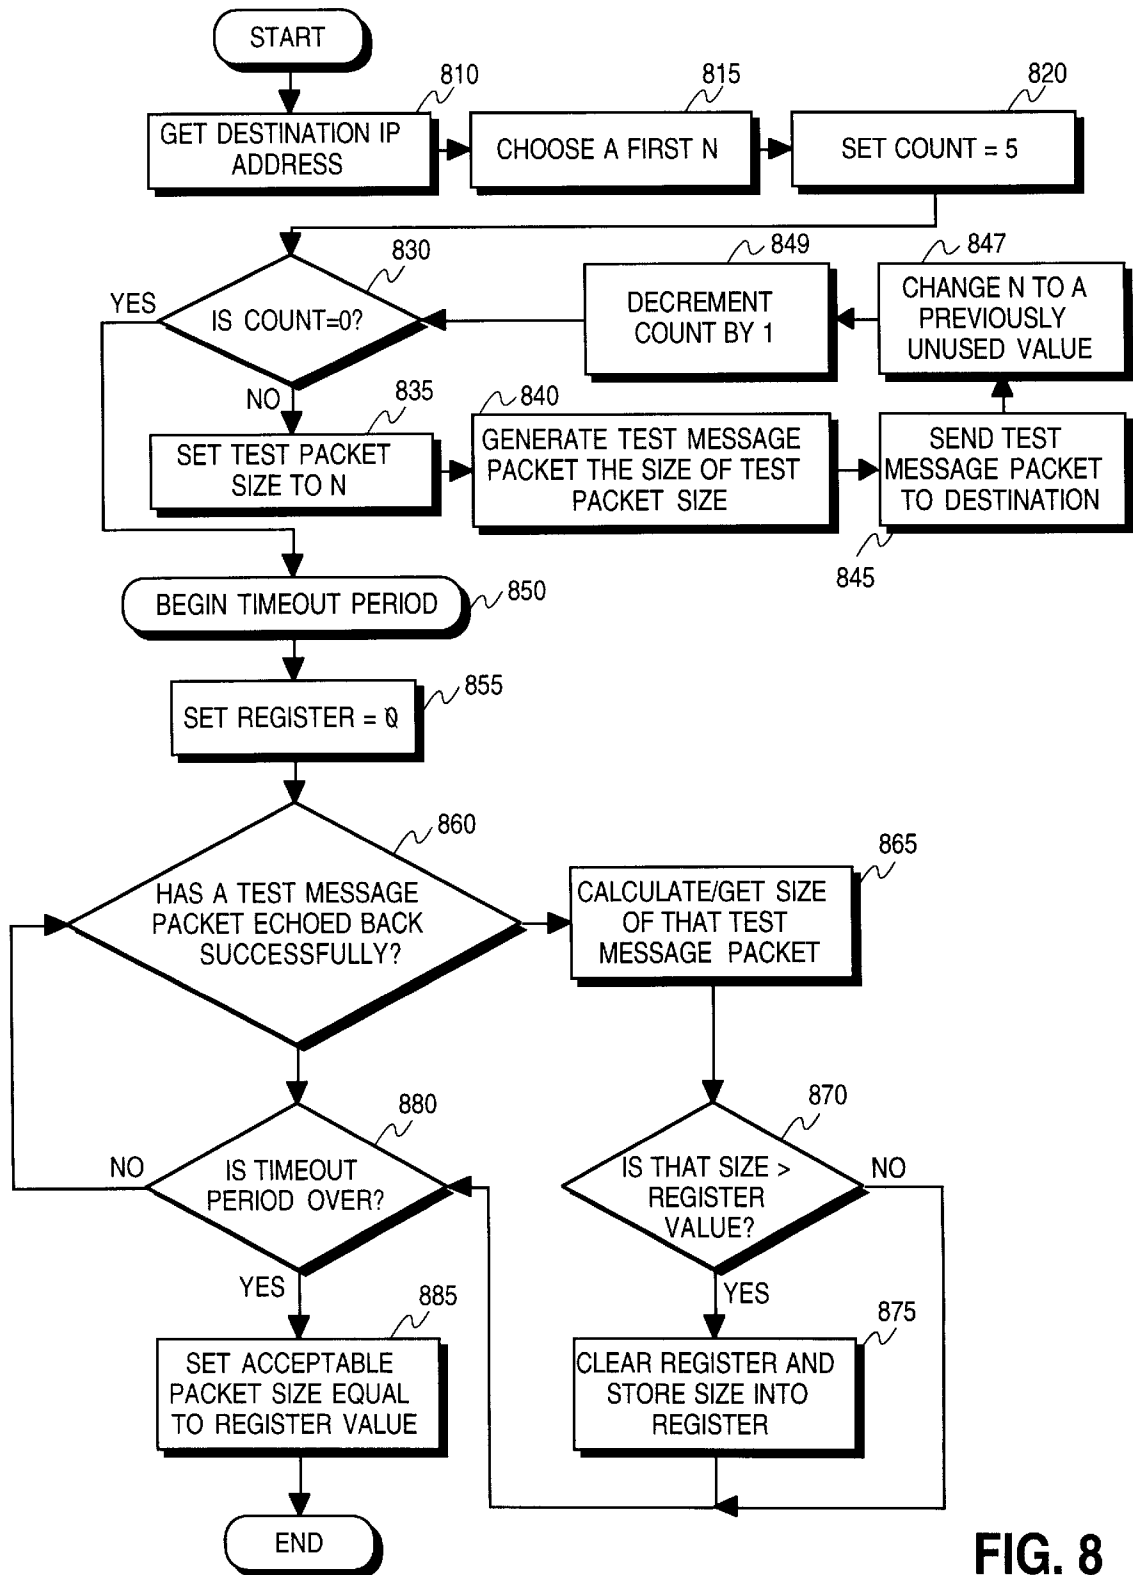 START
810
GET DESTINATION IP
ADDRESS
815
CHOOSE A FIRST N
820
SET COUNT = 5
830
YES
IS COUNT=0?
NO
849
DECREMENT
COUNT BY 1
847
CHANGE N TO A
PREVIOUSLY
UNUSED VALUE
835
SET TEST PACKET
SIZE TO N
840
GENERATE TEST MESSAGE
PACKET THE SIZE OF TEST
PACKET SIZE
SEND TEST
MESSAGE PACKET
TO DESTINATION
845
BEGIN TIMEOUT PERIOD
850
855
SET REGISTER = 0
860
HAS A TEST MESSAGE
PACKET ECHOED BACK
SUCCESSFULLY?
865
CALCULATE/GET SIZE
OF THAT TEST
MESSAGE PACKET
880
NO
IS TIMEOUT
PERIOD OVER?
YES
870
IS THAT SIZE >
REGISTER
VALUE?
NO
YES
885
SET ACCEPTABLE
PACKET SIZE EQUAL
TO REGISTER VALUE
875
CLEAR REGISTER AND
STORE SIZE INTO
REGISTER
END
FIG. 8